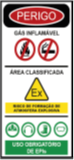 PERIGO
GÁS INFLAMÁVEL
ÁREA CLASSIFICADA
Ex
RISCO DE FORMAÇÃO DE
ATMOSFERA EXPLOSIVA
USO OBRIGATÓRIO
DE EPIs